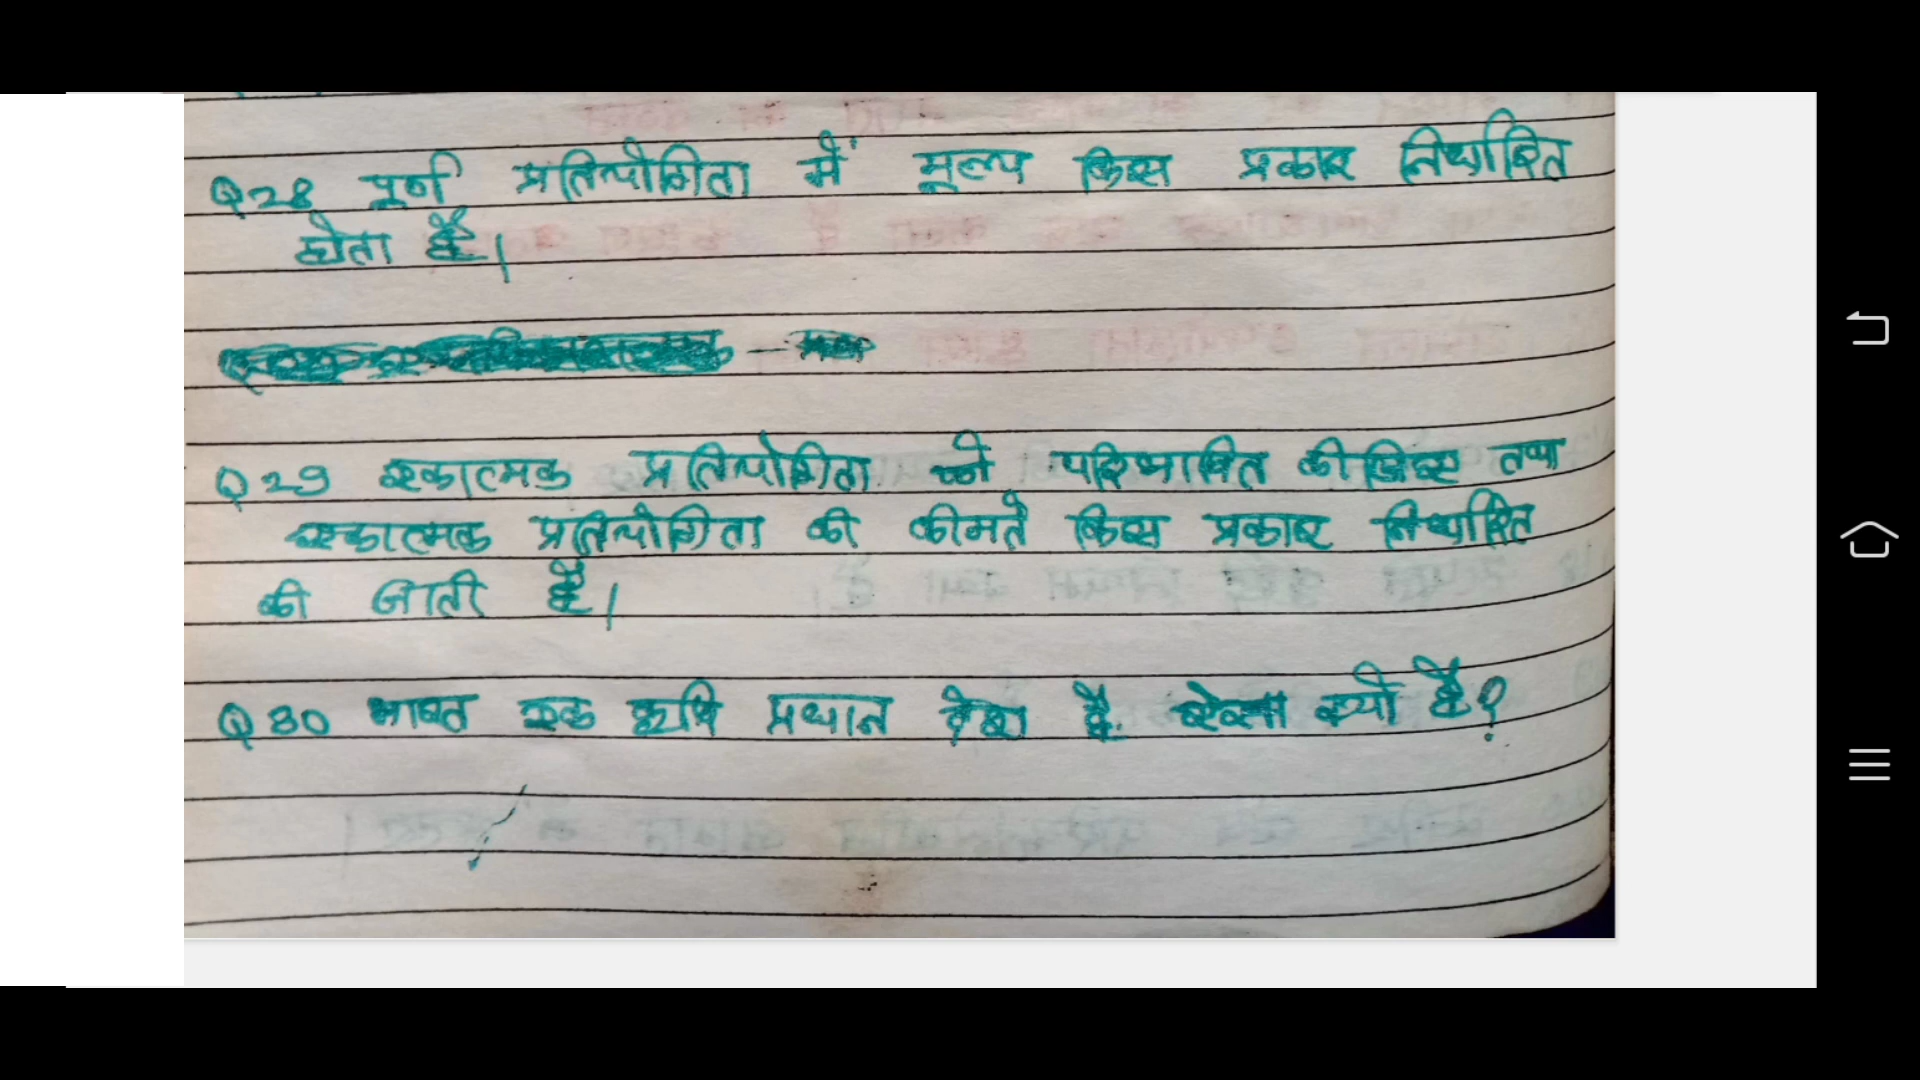 Q28 पूर्ण प्रतियोगिता में मूल्य किस प्रकार निर्धारित
होता है।
Q29 एकात्मक प्रतियोगिता को परिभाषित कीजिए तथा
एकात्मक प्रतियोगिता की कीमतें किस प्रकार निर्धारित
की जाती है।
Q30 भारत एक कृषि प्रधान देश है ऐसा क्यों है?